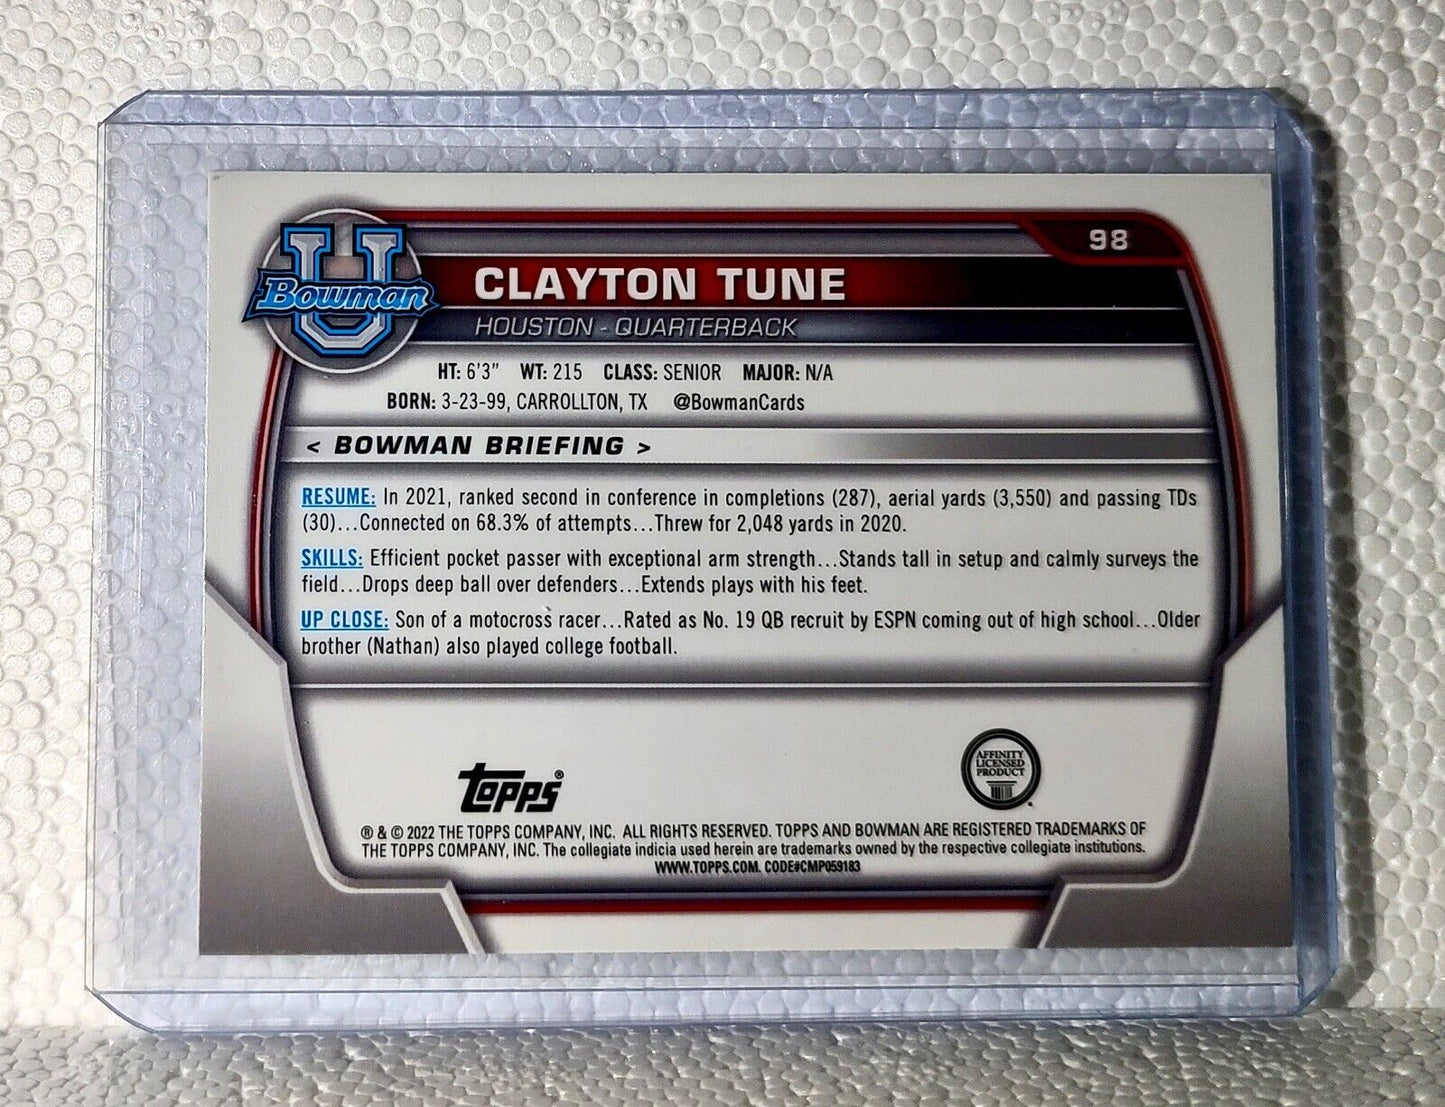 98
U
Bowman
CLAYTON TUNE
HOUSTON - QUARTERBACK
HT: 6'3" WT: 215 CLASS: SENIOR MAJOR: N/A
BORN: 3-23-99, CARROLLTON, TX @BowmanCards
< BOWMAN BRIEFING >
RESUME: In 2021, ranked second in conference in completions (287), aerial yards (3,550) and passing TDs
(30)...Connected on 68.3% of attempts...Threw for 2,048 yards in 2020.
SKILLS: Efficient pocket passer with exceptional arm strength...Stands tall in setup and calmly surveys the
field...Drops deep ball over defenders...Extends plays with his feet.
UP CLOSE: Son of a motocross racer...Rated as No. 19 QB recruit by ESPN coming out of high school...Older
brother (Nathan) also played college football.
topps®
AFFINITY
LICENSED
PRODUCT
® & © 2022 THE TOPPS COMPANY, INC. ALL RIGHTS RESERVED. TOPPS AND BOWMAN ARE REGISTERED TRADEMARKS OF
THE TOPPS COMPANY, INC. The collegiate indicia used herein are trademarks owned by the respective collegiate institutions.
WWW.TOPPS.COM. CODE#CMP059183